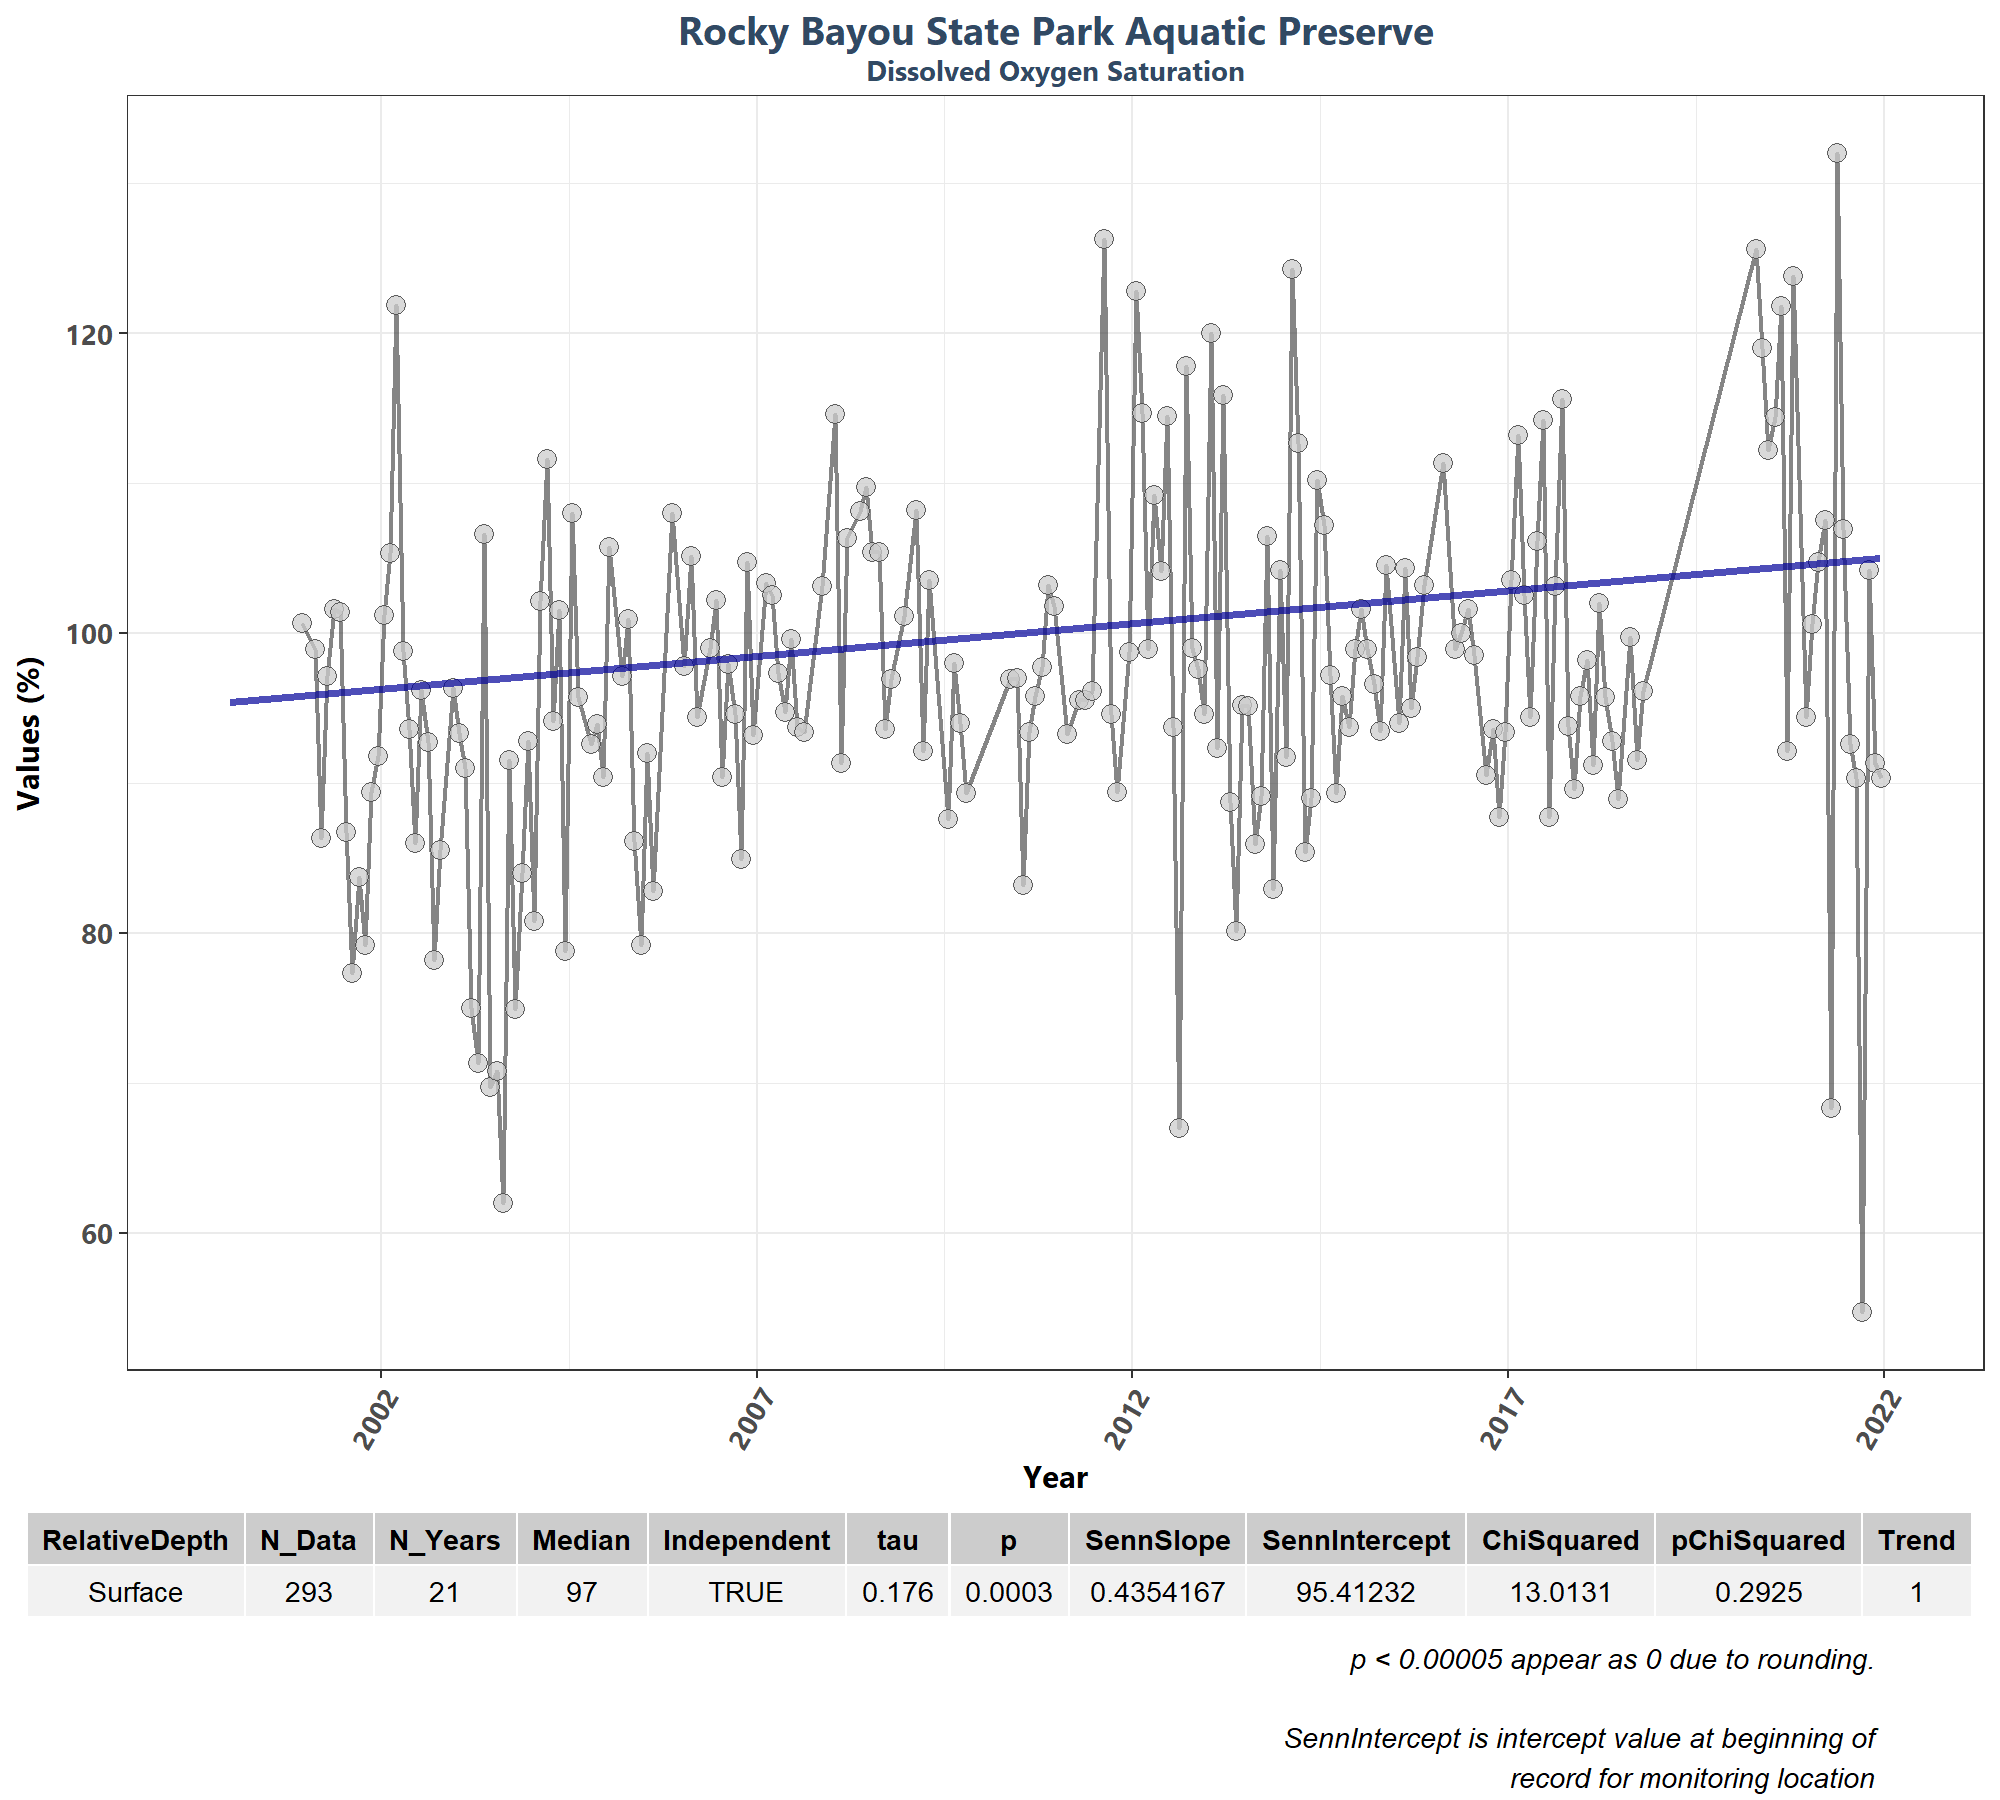 Rocky Bayou State Park Aquatic Preserve
Dissolved Oxygen Saturation
Values (%)
120
100
80
60
2002
2007
2012
2017
2022
Year
RelativeDepth N_Data N_Years Median Independent tau p SennSlope SennIntercept ChiSquared pChiSquared Trend
Surface 293 21 97 TRUE 0.176 0.0003 0.4354167 95.41232 13.0131 0.2925 1
p < 0.00005 appear as 0 due to rounding.
SennIntercept is intercept value at beginning of
record for monitoring location